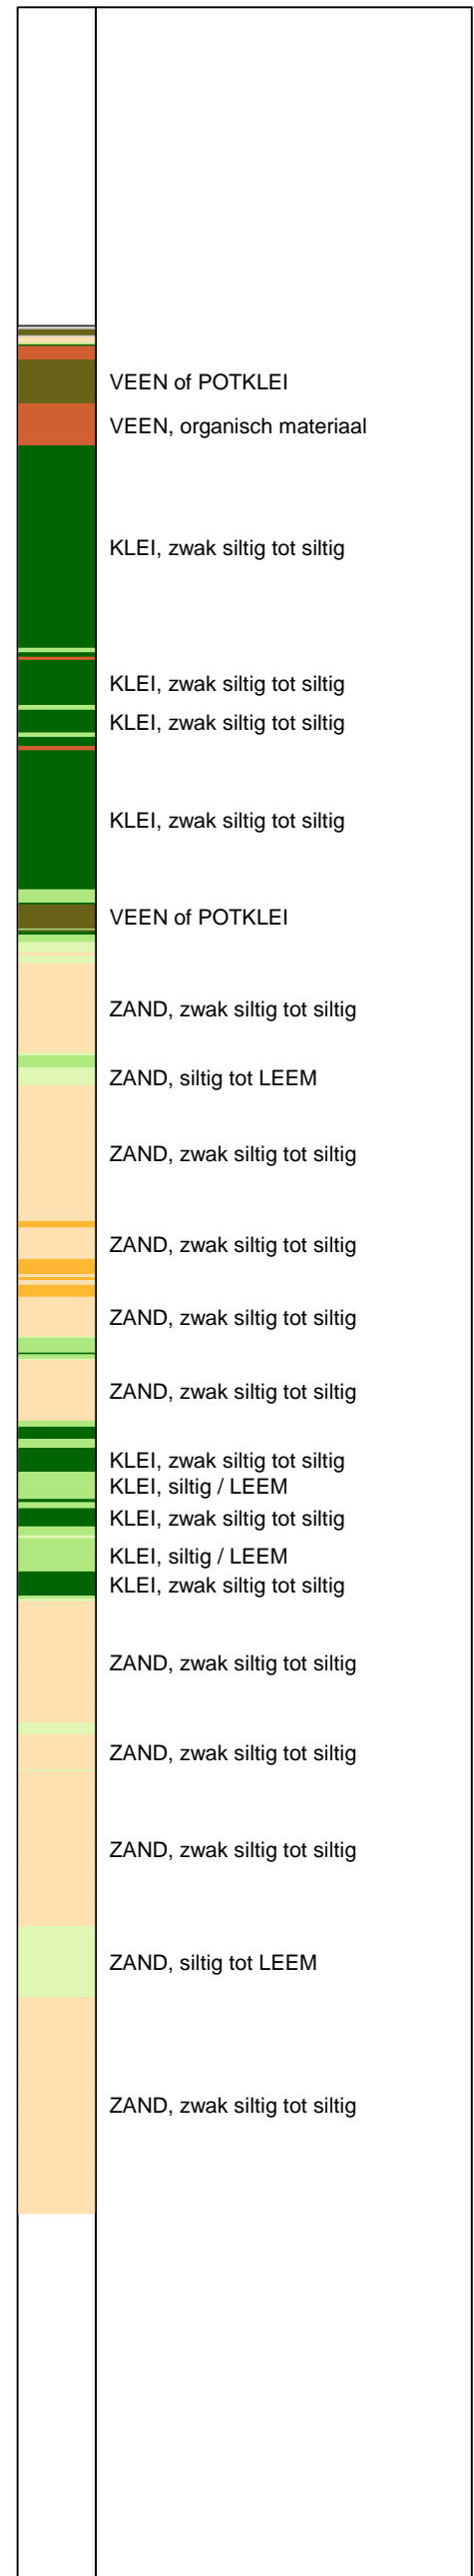 VEEN of POTKLEI
VEEN, organisch materiaal
KLEI, zwak siltig tot siltig
KLEI, zwak siltig tot siltig
KLEI, zwak siltig tot siltig
KLEI, zwak siltig tot siltig
VEEN of POTKLEI
ZAND, zwak siltig tot siltig
ZAND, siltig tot LEEM
ZAND, zwak siltig tot siltig
ZAND, zwak siltig tot siltig
ZAND, zwak siltig tot siltig
ZAND, zwak siltig tot siltig
KLEI, zwak siltig tot siltig
KLEI, siltig / LEEM
KLEI, zwak siltig tot siltig
KLEI, siltig / LEEM
KLEI, zwak siltig tot siltig
ZAND, zwak siltig tot siltig
ZAND, zwak siltig tot siltig
ZAND, zwak siltig tot siltig
ZAND, siltig tot LEEM
ZAND, zwak siltig tot siltig